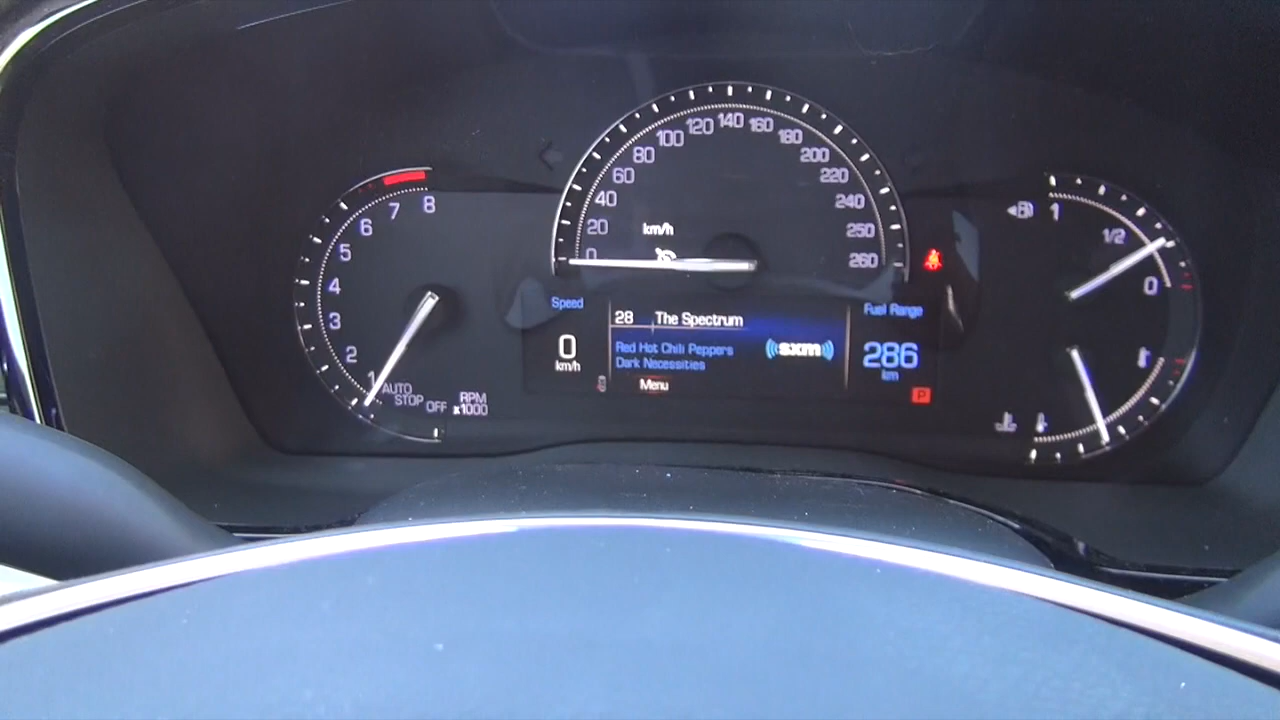 8
7
6
5
4
3
2
1
AUTO
STOP
OFF
RPM
x1000
0
20
40
60
80
100
120
140
160
180
200
220
240
250
260
km/h
1
1/2
0
Speed
0
km/h
28 The Spectrum
Red Hot Chili Peppers
Dark Necessities
sxm
Menu
Fuel Range
286
km
P